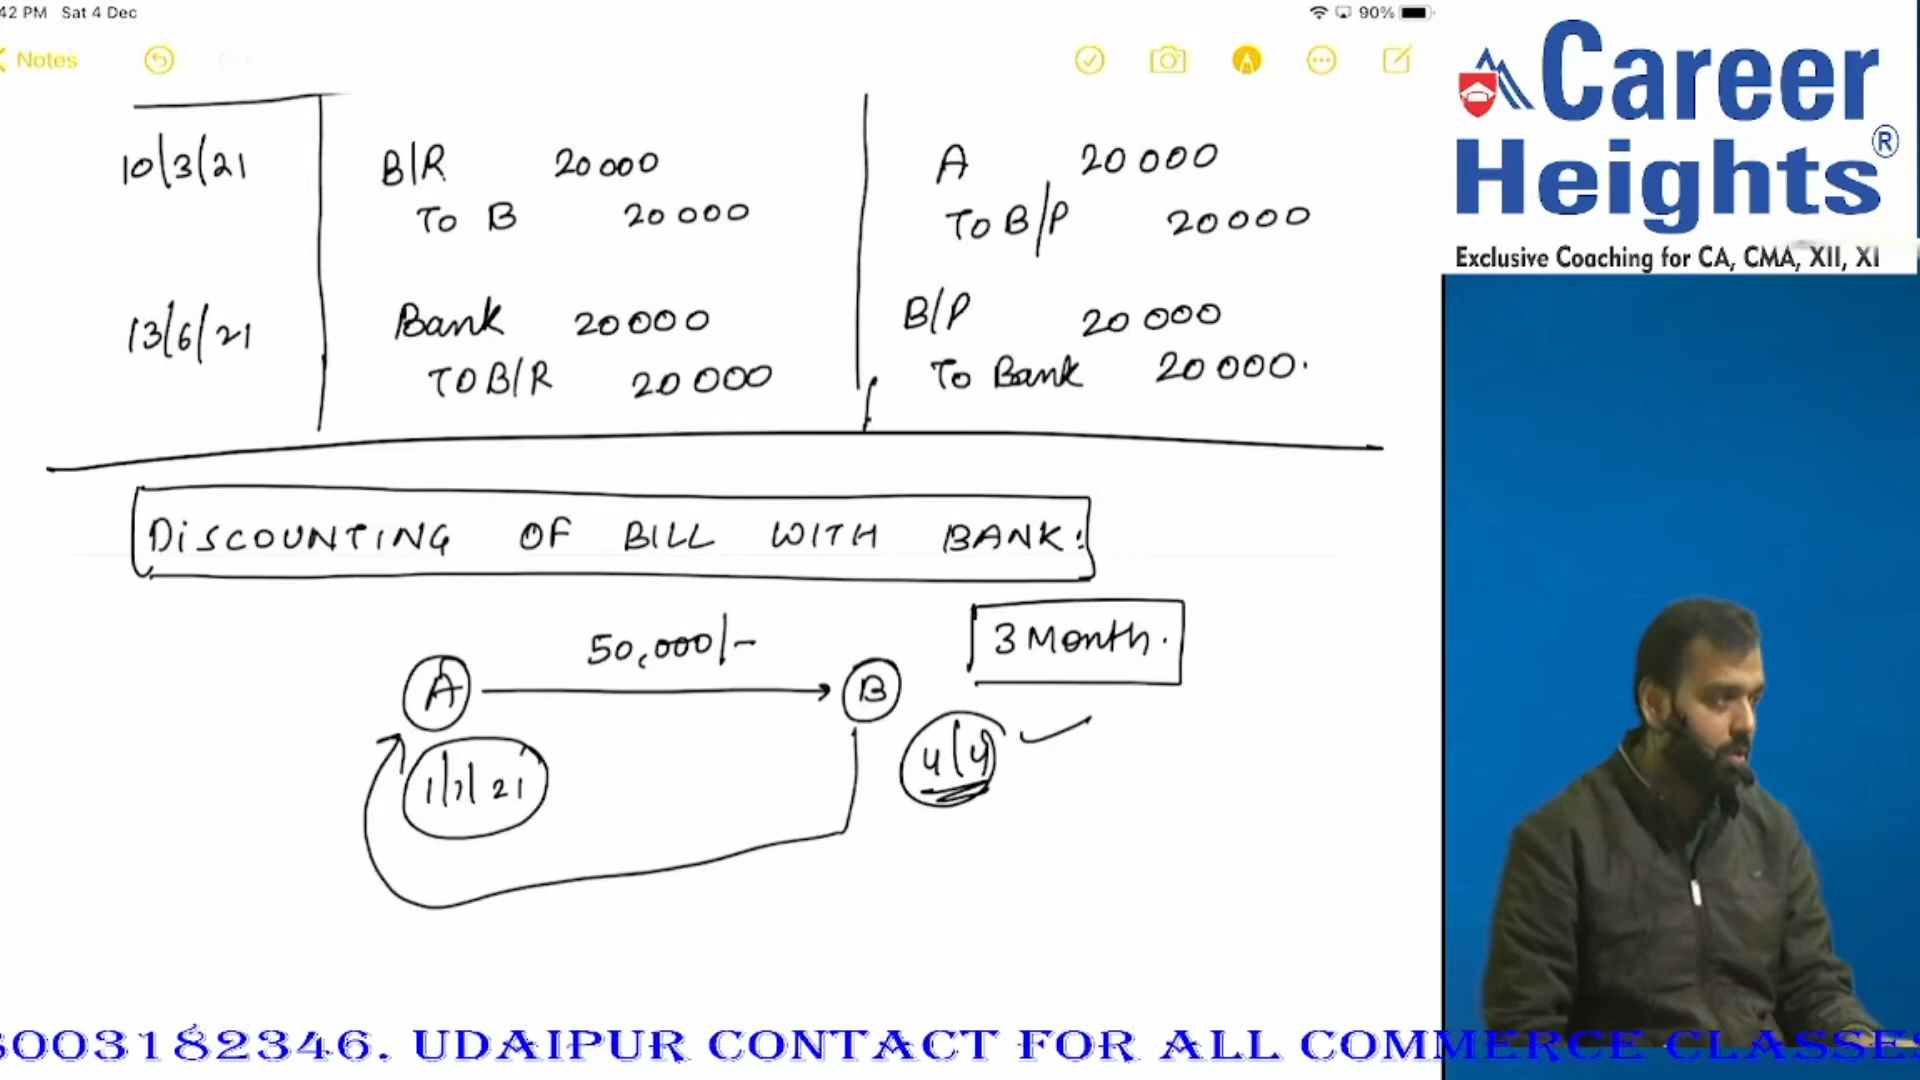 42 PM Sat 4 Dec
90%
Notes
10/3/21 B/R 20000 A 20000
To B 20000 To B/P 20000
13/6/21 Bank 20000 B/P 20000
TO B/R 20000 To Bank 20000.
DISCOUNTING OF BILL WITH BANK:
50,000/-
3 Month.
A B
1/1/21
4/4
Career
Heights®
Exclusive Coaching for CA, CMA, XII, XI
8003182346. UDAIPUR CONTACT FOR ALL COMMERCE CLASSES